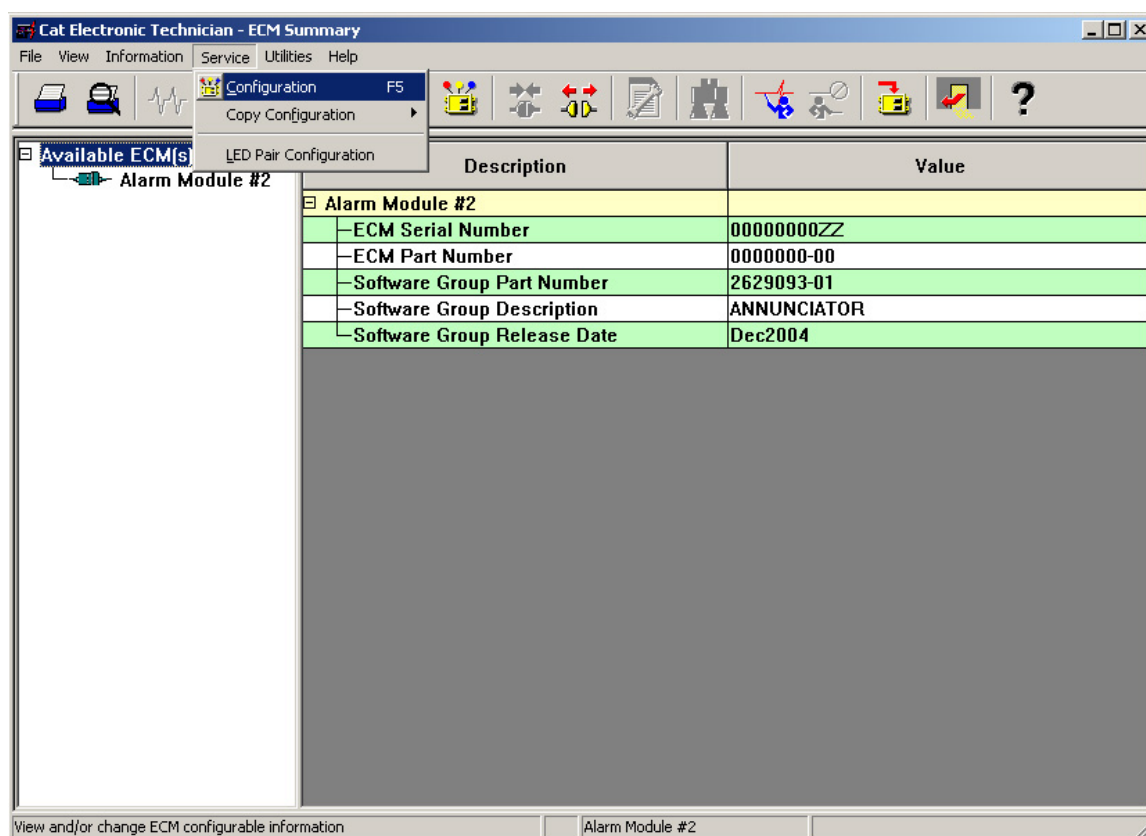 Cat Electronic Technician - ECM Summary
File View Information Service Utilities Help
Configuration F5
Copy Configuration
LED Pair Configuration
Available ECM(s)
Alarm Module #2
Description Value
Alarm Module #2
ECM Serial Number 00000000ZZ
ECM Part Number 0000000-00
Software Group Part Number 2629093-01
Software Group Description ANNUNCIATOR
Software Group Release Date Dec2004
View and/or change ECM configurable information Alarm Module #2